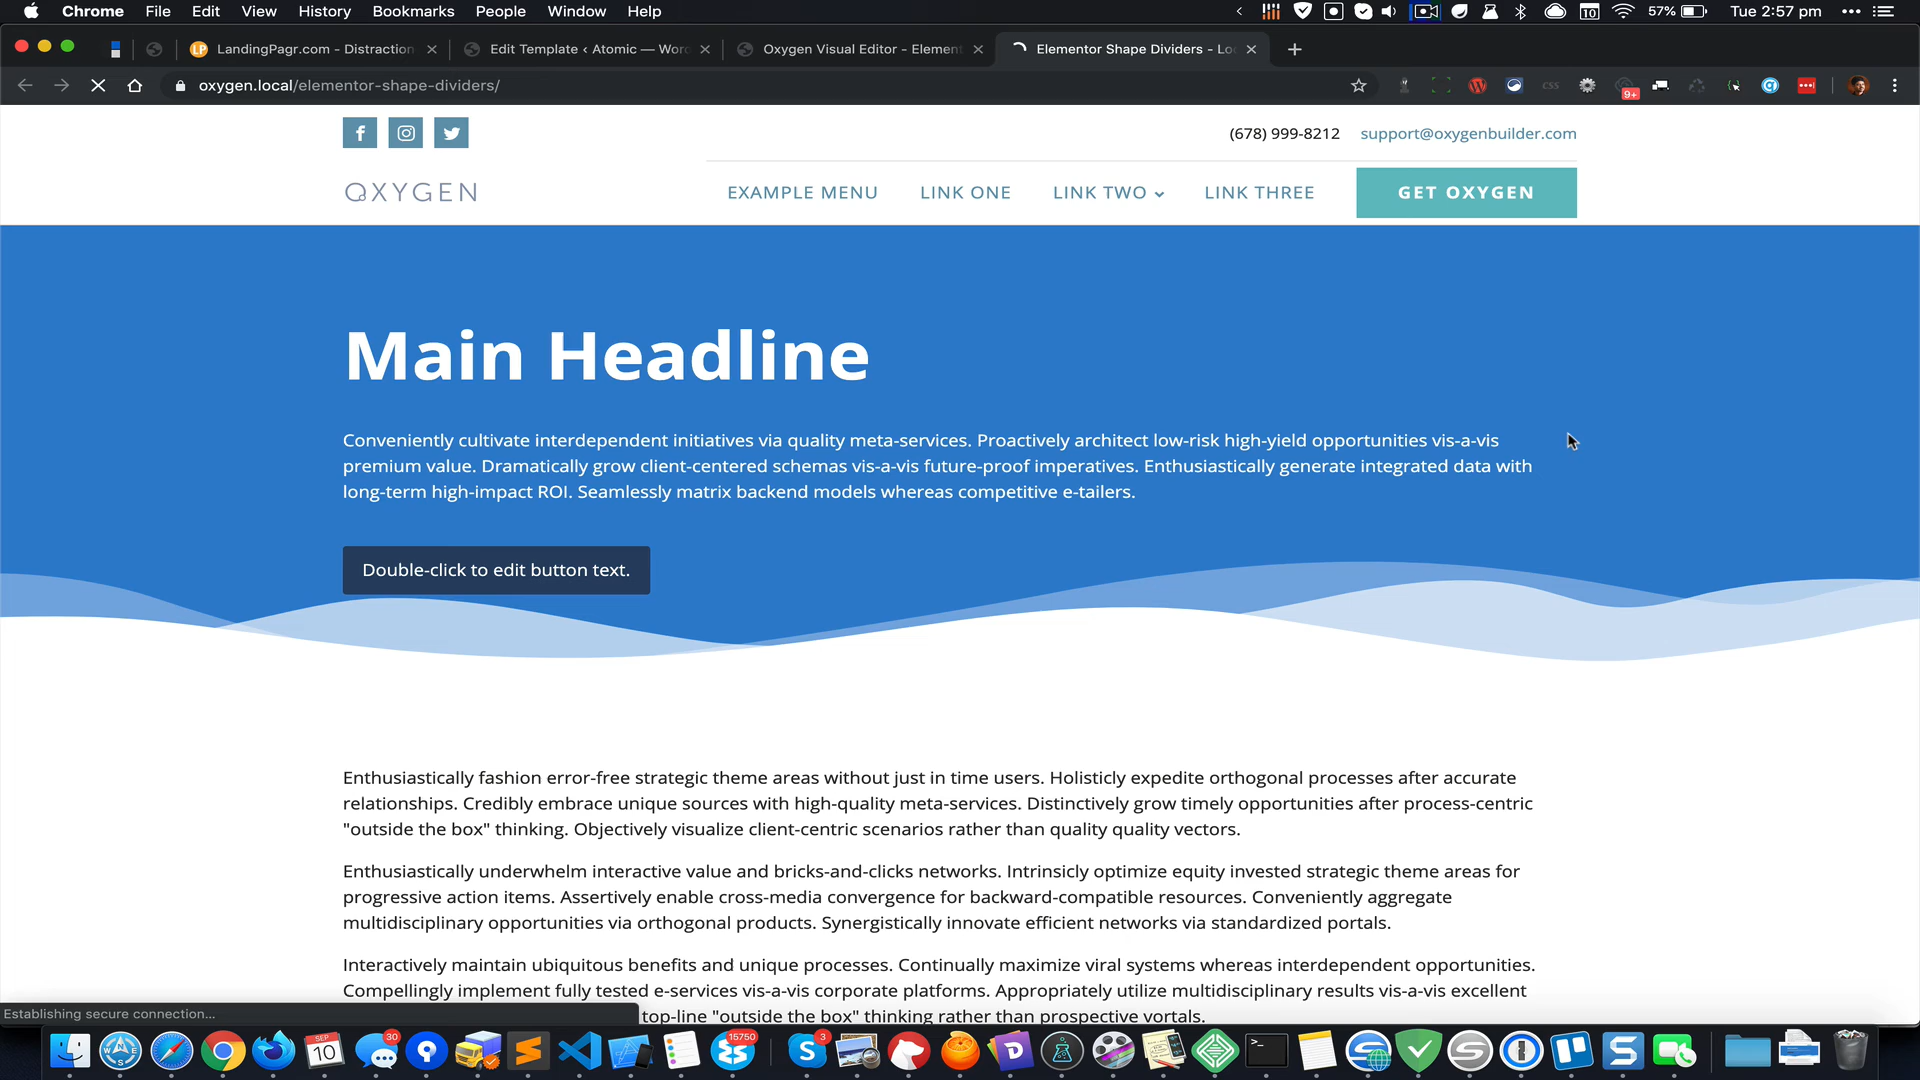 Chrome File Edit View History Bookmarks People Window Help 57% Tue 2:57 pm
LandingPagr.com - Distraction Edit Template ‹ Atomic — Wor Oxygen Visual Editor - Element Elementor Shape Dividers - Lo
oxygen.local/elementor-shape-dividers/
9+
(678) 999-8212 support@oxygenbuilder.com
OXYGEN EXAMPLE MENU LINK ONE LINK TWO LINK THREE GET OXYGEN
Main Headline
Conveniently cultivate interdependent initiatives via quality meta-services. Proactively architect low-risk high-yield opportunities vis-a-vis
premium value. Dramatically grow client-centered schemas vis-a-vis future-proof imperatives. Enthusiastically generate integrated data with
long-term high-impact ROI. Seamlessly matrix backend models whereas competitive e-tailers.
Double-click to edit button text.
Enthusiastically fashion error-free strategic theme areas without just in time users. Holisticly expedite orthogonal processes after accurate
relationships. Credibly embrace unique sources with high-quality meta-services. Distinctively grow timely opportunities after process-centric
"outside the box" thinking. Objectively visualize client-centric scenarios rather than quality quality vectors.
Enthusiastically underwhelm interactive value and bricks-and-clicks networks. Intrinsicly optimize equity invested strategic theme areas for
progressive action items. Assertively enable cross-media convergence for backward-compatible resources. Conveniently aggregate
multidisciplinary opportunities via orthogonal products. Synergistically innovate efficient networks via standardized portals.
Interactively maintain ubiquitous benefits and unique processes. Continually maximize viral systems whereas interdependent opportunities.
Compellingly implement fully tested e-services vis-a-vis corporate platforms. Appropriately utilize multidisciplinary results vis-a-vis excellent
top-line "outside the box" thinking rather than prospective vortals.
Establishing secure connection...
SEP 10 30 15750 3